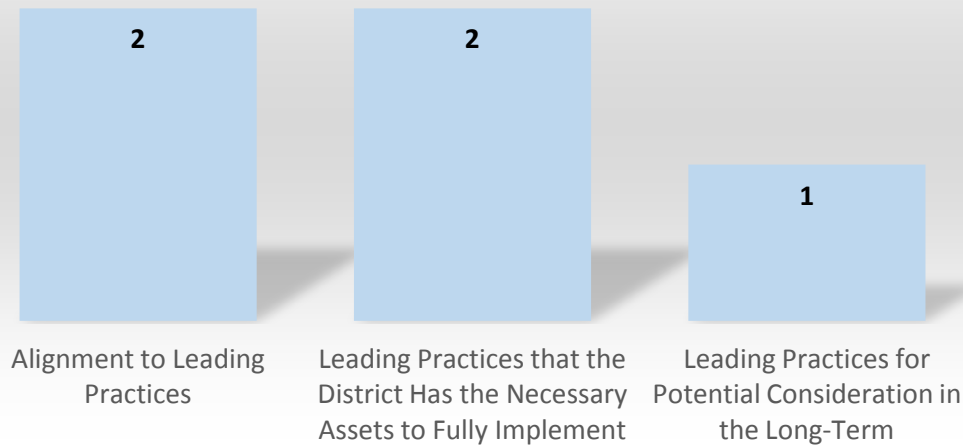 2
2
1
Alignment to Leading
Practices
Leading Practices that the
District Has the Necessary
Assets to Fully Implement
Leading Practices for
Potential Consideration in
the Long-Term